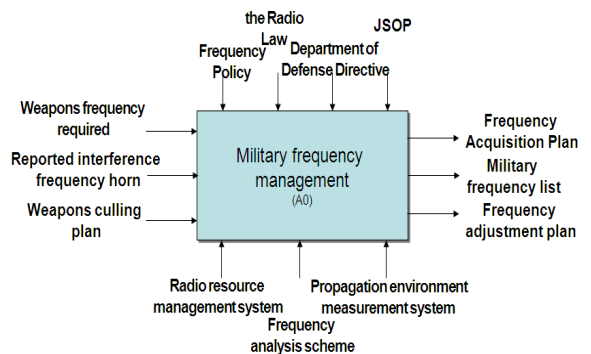 the Radio
Law
JSOP
Frequency
Policy
Department of
Defense Directive
Weapons frequency
required
Reported interference
frequency horn
Weapons culling
plan
Military frequency
management
(A0)
Frequency
Acquisition Plan
Military
frequency list
Frequency
adjustment plan
Radio resource
management system
Frequency
analysis scheme
Propagation environment
measurement system